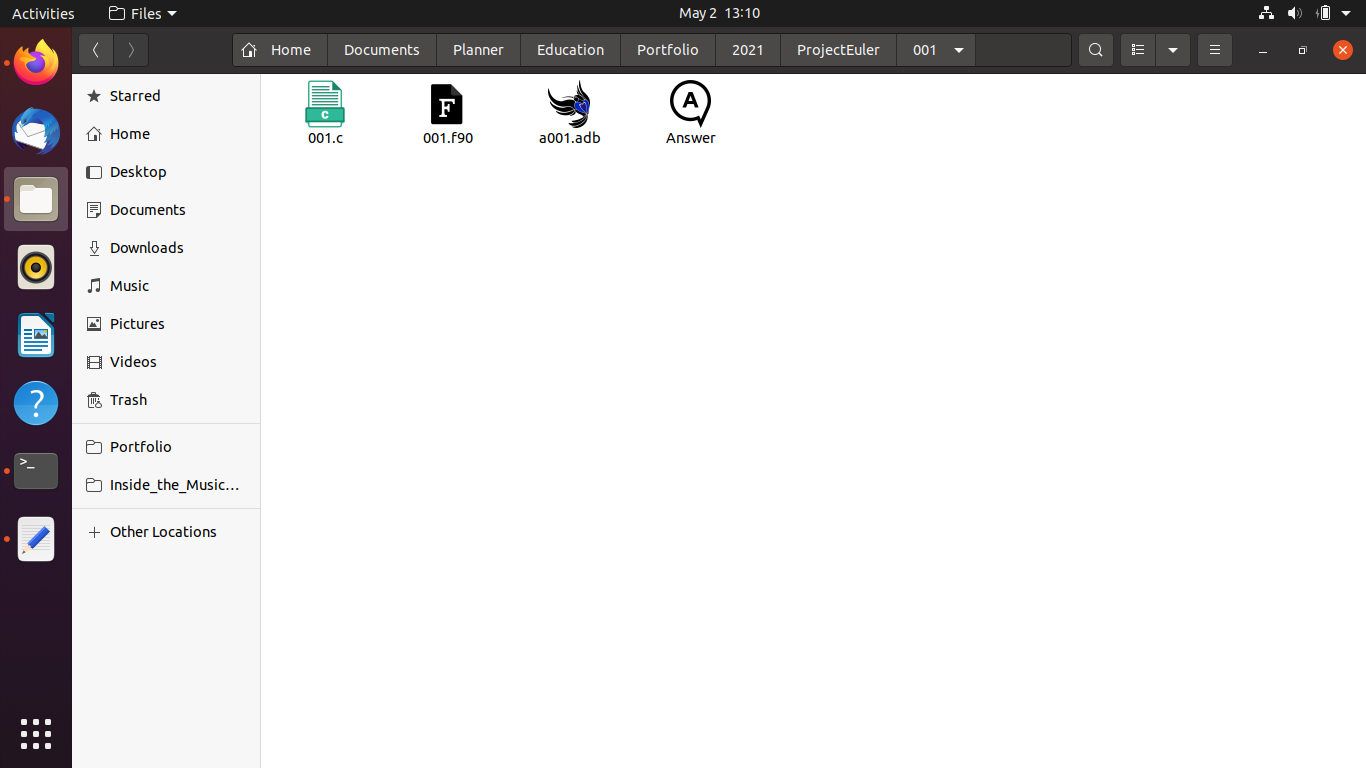 Activities Files May 2 13:10
Home Documents Planner Education Portfolio 2021 ProjectEuler 001
Starred
Home
Desktop
Documents
Downloads
Music
Pictures
Videos
Trash
Portfolio
Inside_the_Music…
Other Locations
C
001.c
F
001.f90
a001.adb
A
Answer
?
>_